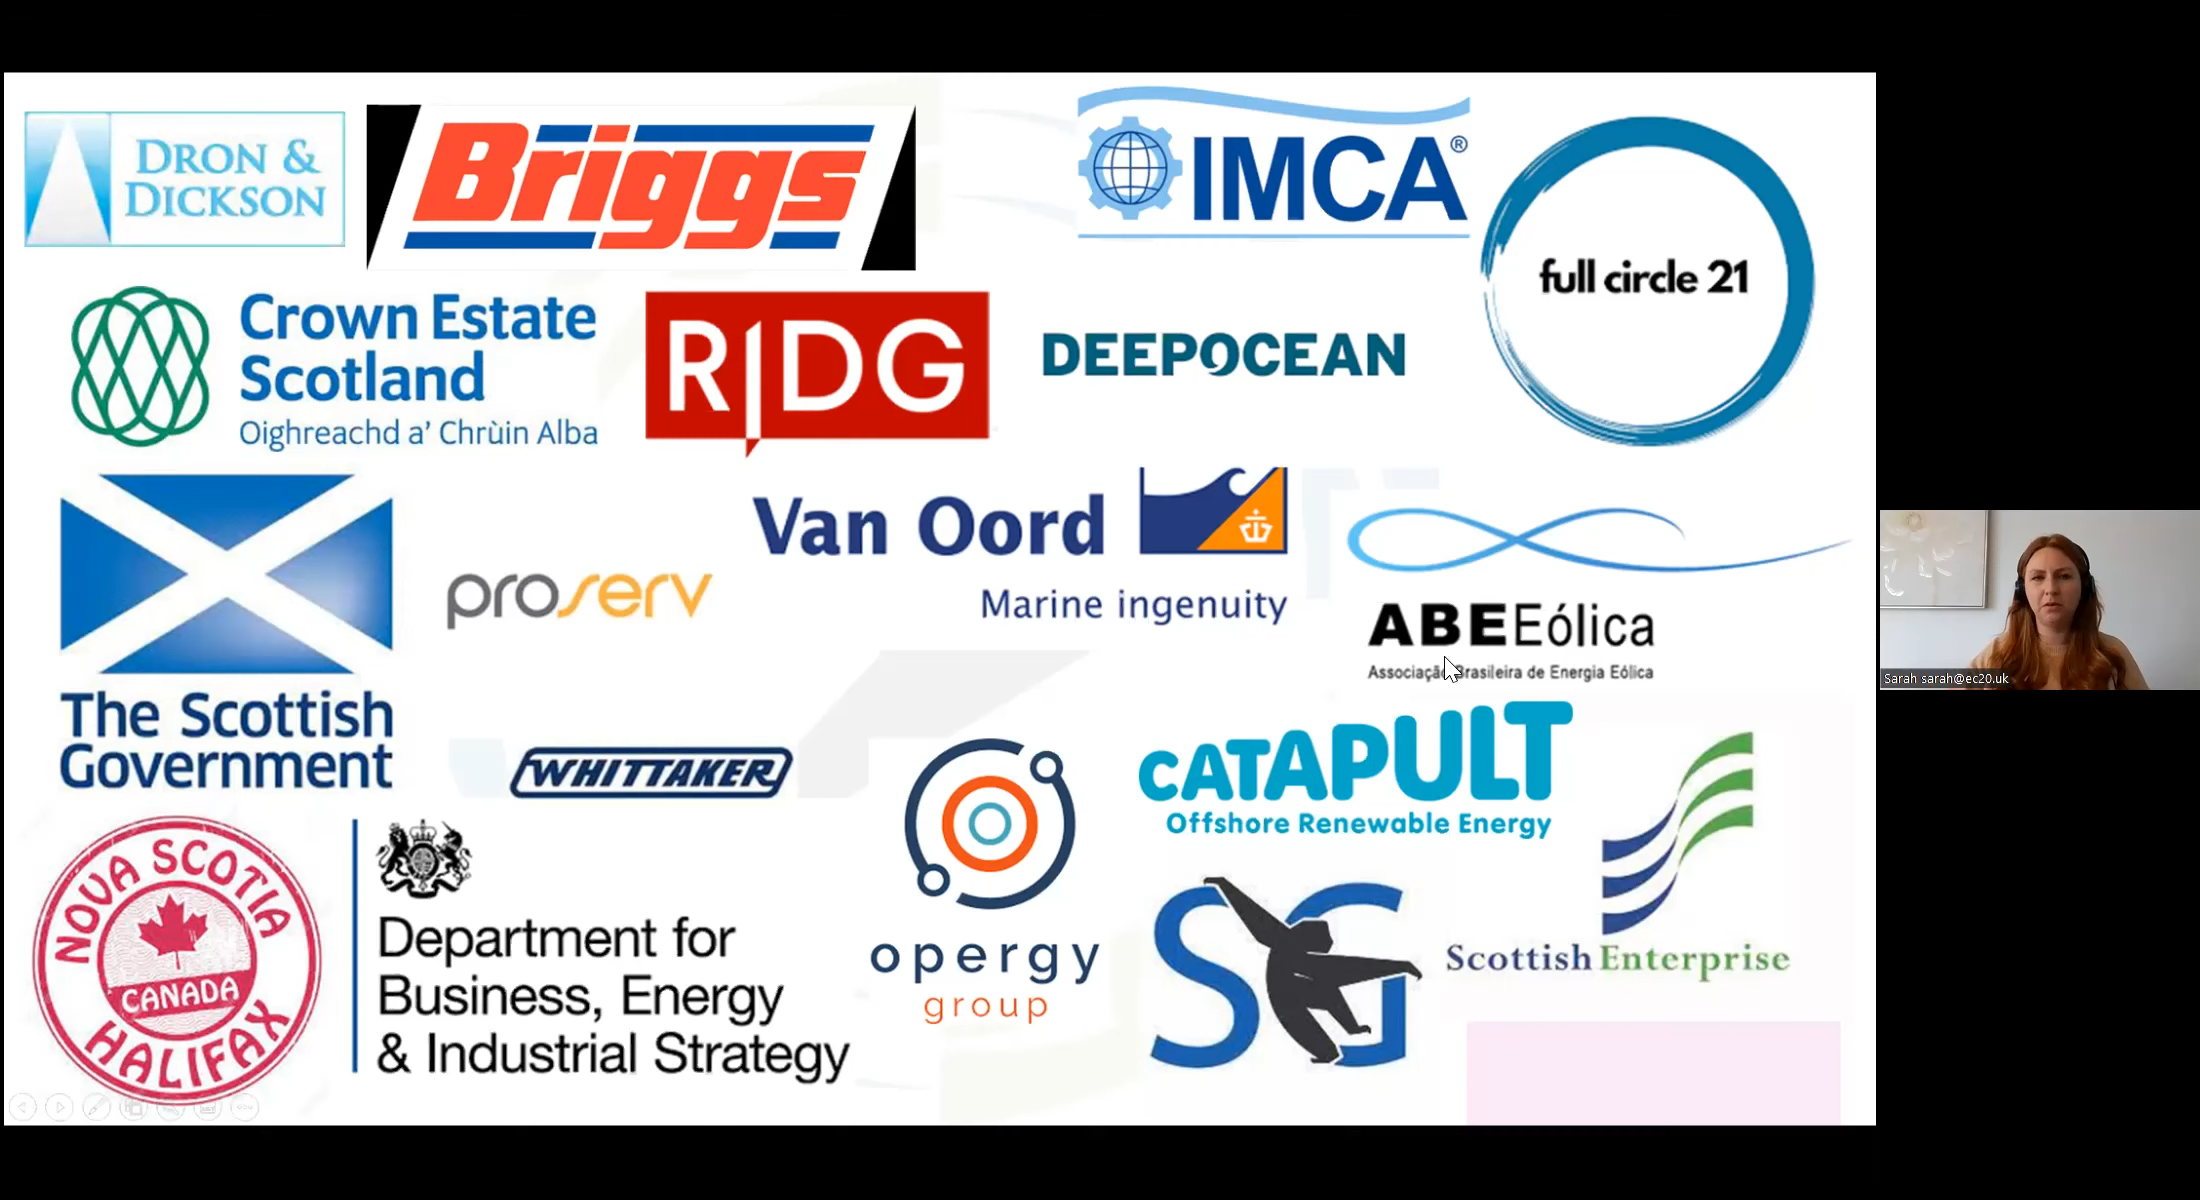 DRON &
DICKSON
Briggs
IMCA®
full circle 21
Crown Estate
Scotland
Oighreachd a' Chrùin Alba
RIDG
DEEPOCEAN
The Scottish
Government
proserv
Van Oord
Marine ingenuity
ABEEólica
Associação Brasileira de Energia Eólica
WHITTAKER
opergy
group
CATAPULT
Offshore Renewable Energy
Scottish Enterprise
SG
NOVA SCOTIA
CANADA
HALIFAX
Department for
Business, Energy
& Industrial Strategy
Sarah sarah@ec20.uk